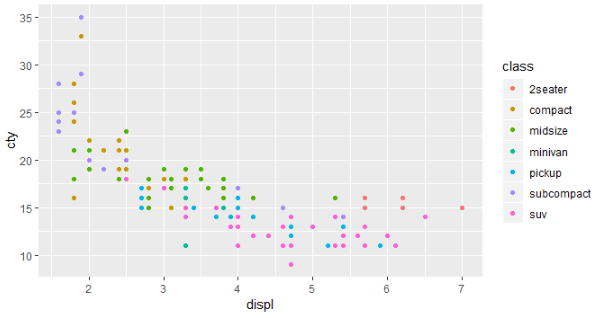 35
30
25
20
15
10
cty
2 3 4 5 6 7
displ
class
2seater
compact
midsize
minivan
pickup
subcompact
suv